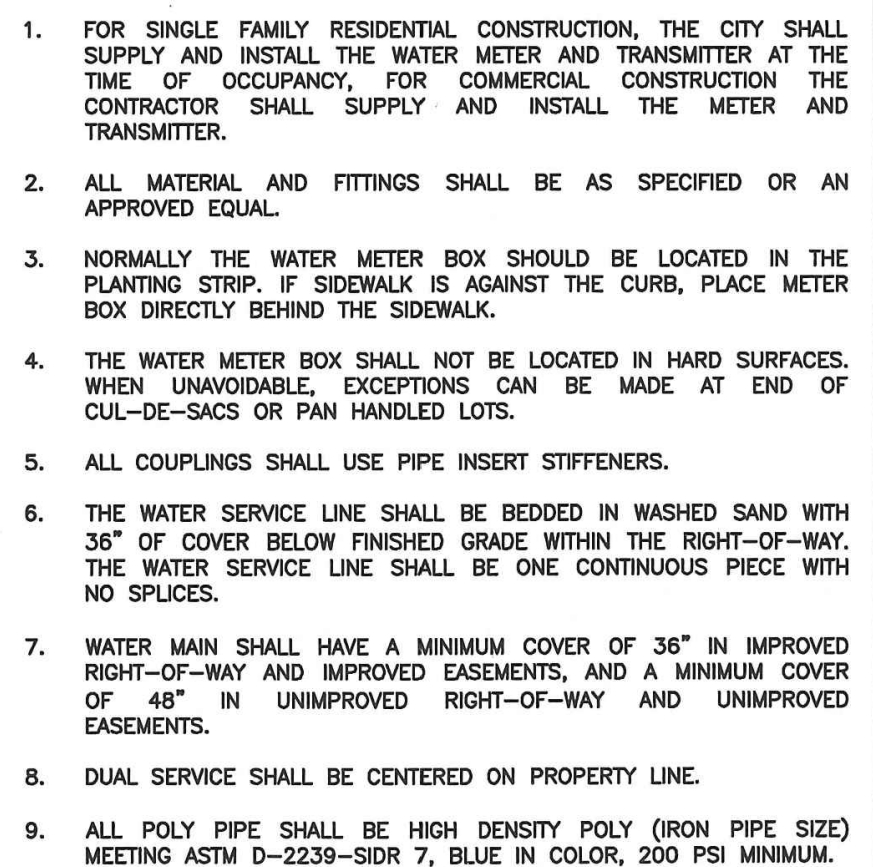 1. FOR SINGLE FAMILY RESIDENTIAL CONSTRUCTION, THE CITY SHALL
SUPPLY AND INSTALL THE WATER METER AND TRANSMITTER AT THE
TIME OF OCCUPANCY, FOR COMMERCIAL CONSTRUCTION THE
CONTRACTOR SHALL SUPPLY AND INSTALL THE METER AND
TRANSMITTER.
2. ALL MATERIAL AND FITTINGS SHALL BE AS SPECIFIED OR AN
APPROVED EQUAL.
3. NORMALLY THE WATER METER BOX SHOULD BE LOCATED IN THE
PLANTING STRIP. IF SIDEWALK IS AGAINST THE CURB, PLACE METER
BOX DIRECTLY BEHIND THE SIDEWALK.
4. THE WATER METER BOX SHALL NOT BE LOCATED IN HARD SURFACES.
WHEN UNAVOIDABLE, EXCEPTIONS CAN BE MADE AT END OF
CUL-DE-SACS OR PAN HANDLED LOTS.
5. ALL COUPLINGS SHALL USE PIPE INSERT STIFFENERS.
6. THE WATER SERVICE LINE SHALL BE BEDDED IN WASHED SAND WITH
36" OF COVER BELOW FINISHED GRADE WITHIN THE RIGHT-OF-WAY.
THE WATER SERVICE LINE SHALL BE ONE CONTINUOUS PIECE WITH
NO SPLICES.
7. WATER MAIN SHALL HAVE A MINIMUM COVER OF 36" IN IMPROVED
RIGHT-OF-WAY AND IMPROVED EASEMENTS, AND A MINIMUM COVER
OF 48" IN UNIMPROVED RIGHT-OF-WAY AND UNIMPROVED
EASEMENTS.
8. DUAL SERVICE SHALL BE CENTERED ON PROPERTY LINE.
9. ALL POLY PIPE SHALL BE HIGH DENSITY POLY (IRON PIPE SIZE)
MEETING ASTM D-2239-SIDR 7, BLUE IN COLOR, 200 PSI MINIMUM.